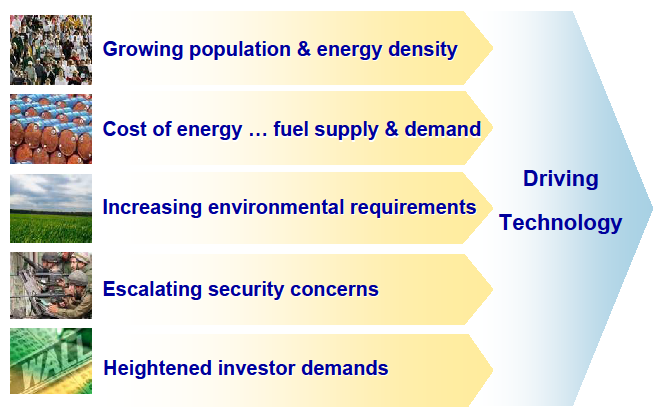 Growing population & energy density
Cost of energy … fuel supply & demand
Increasing environmental requirements
Escalating security concerns
Heightened investor demands
Driving
Technology
WALL